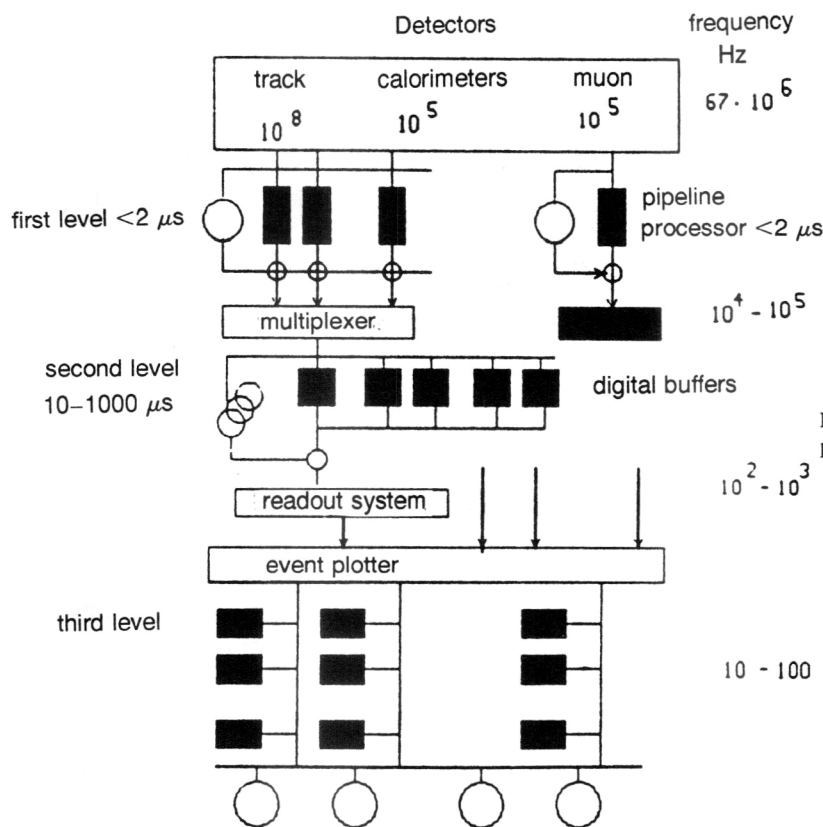 Detectors
frequency
Hz
track
calorimeters
muon
10^8
10^5
10^5
67 · 10^6
first level <2 μs
pipeline
processor <2 μs
multiplexer
10^4 - 10^5
second level
10–1000 μs
digital buffers
readout system
10^2 - 10^3
event plotter
third level
10 - 100